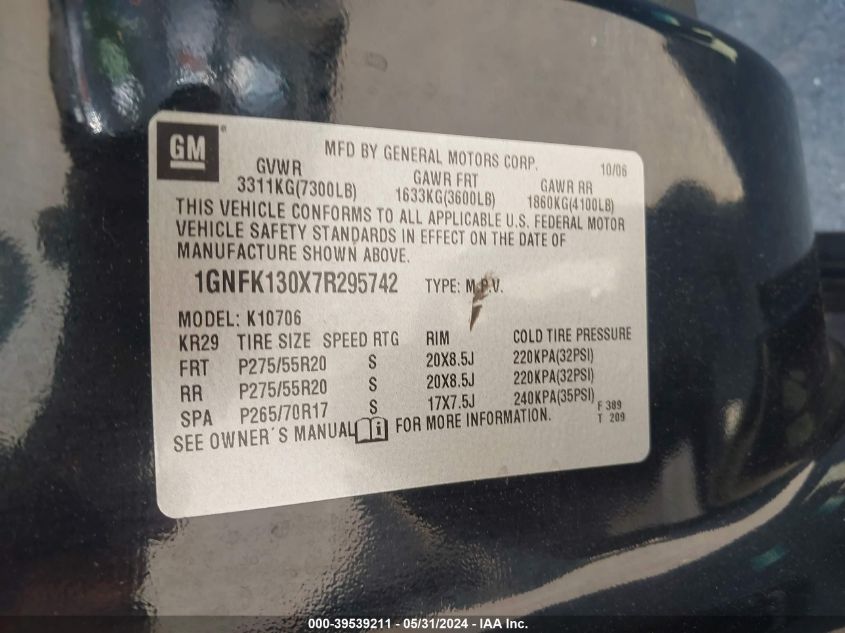 GM ®
MFD BY GENERAL MOTORS CORP. 10/06
GVWR GAWR FRT GAWR RR
3311KG(7300LB) 1633KG(3600LB) 1860KG(4100LB)
THIS VEHICLE CONFORMS TO ALL APPLICABLE U.S. FEDERAL MOTOR
VEHICLE SAFETY STANDARDS IN EFFECT ON THE DATE OF
MANUFACTURE SHOWN ABOVE.
1GNFK130X7R295742 TYPE: M.P.V.
MODEL: K10706
KR29 TIRE SIZE SPEED RTG RIM COLD TIRE PRESSURE
FRT P275/55R20 S 20X8.5J 220KPA(32PSI)
RR P275/55R20 S 20X8.5J 220KPA(32PSI)
SPA P265/70R17 S 17X7.5J 240KPA(35PSI)
SEE OWNER´S MANUAL i FOR MORE INFORMATION.
F 389
T 209
000-39539211 - 05/31/2024 - IAA Inc.